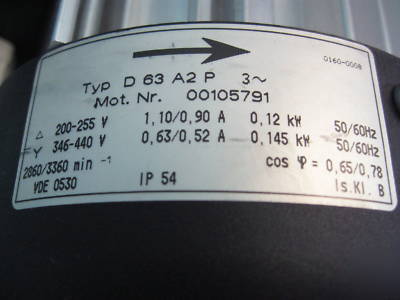 0160-0008
Typ D 63 A2 P 3~
Mot. Nr. 00105791
△ 200-255 V 1,10/0,90 A 0,12 kW 50/60Hz
Y 346-440 V 0,63/0,52 A 0,145 kW 50/60Hz
2860/3360 min -1 cos φ = 0,65/0,78
VDE 0530 IP 54 Is.Kl. B